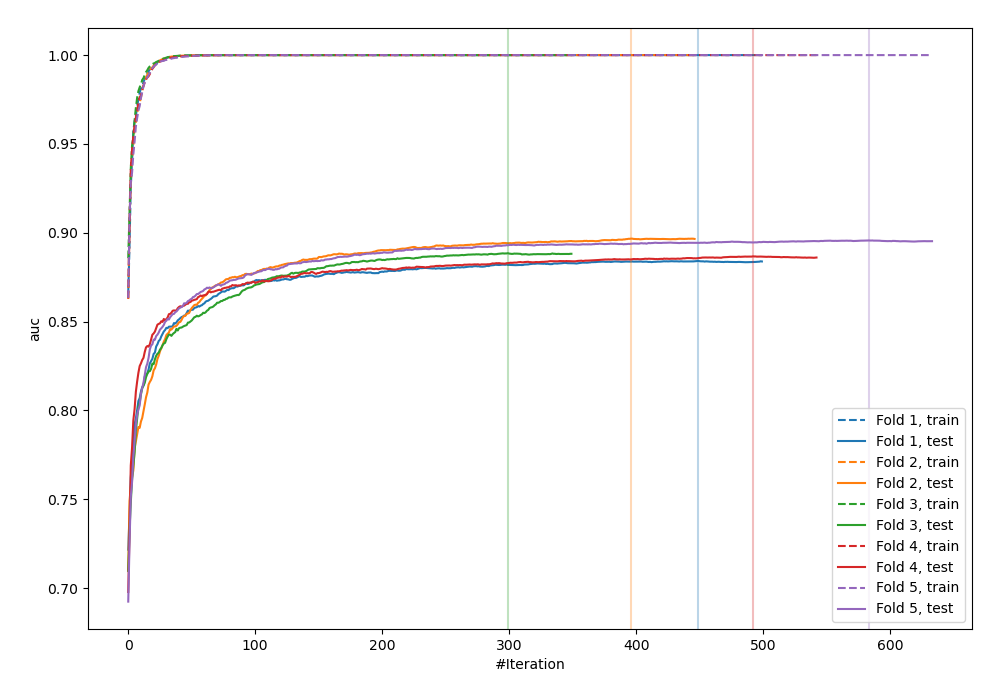 1.00
0.95
0.90
0.85
0.80
0.75
0.70
auc
0 100 200 300 400 500 600
#Iteration
Fold 1, train
Fold 1, test
Fold 2, train
Fold 2, test
Fold 3, train
Fold 3, test
Fold 4, train
Fold 4, test
Fold 5, train
Fold 5, test